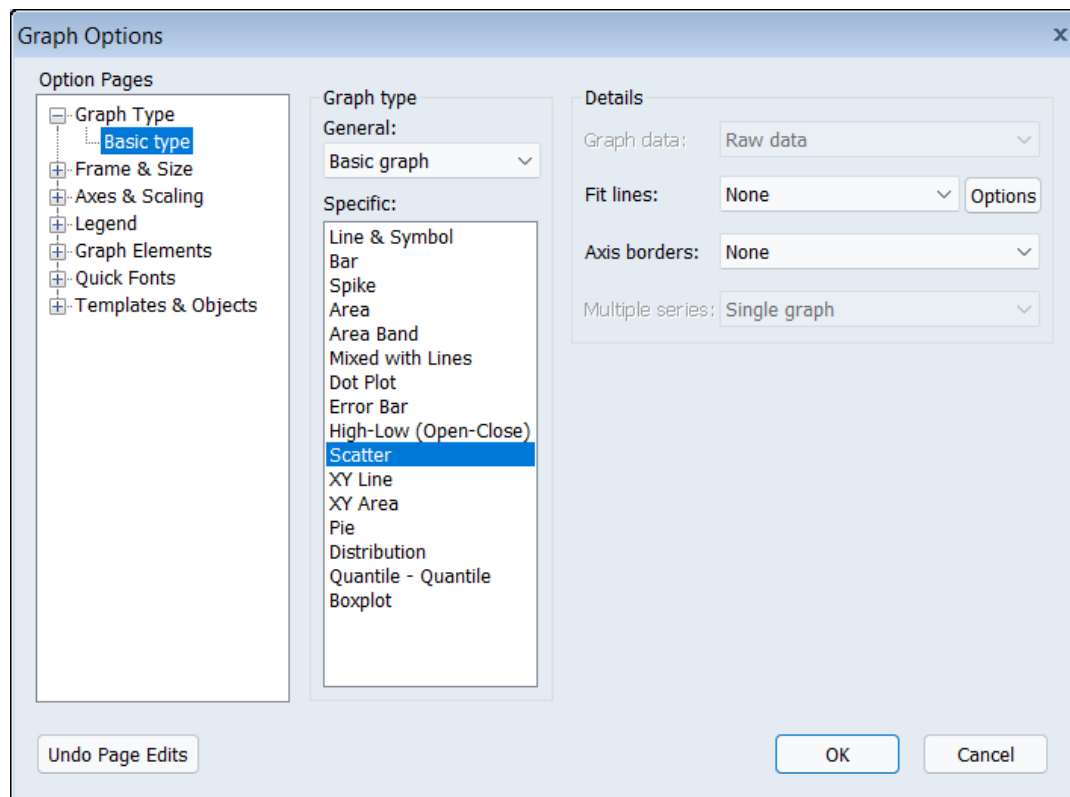 Graph Options
x
Option Pages
Graph Type
Basic type
Frame & Size
Axes & Scaling
Legend
Graph Elements
Quick Fonts
Templates & Objects
Graph type
General:
Basic graph
Specific:
Line & Symbol
Bar
Spike
Area
Area Band
Mixed with Lines
Dot Plot
Error Bar
High-Low (Open-Close)
Scatter
XY Line
XY Area
Pie
Distribution
Quantile - Quantile
Boxplot
Details
Graph data: Raw data
Fit lines: None Options
Axis borders: None
Multiple series: Single graph
Undo Page Edits
OK
Cancel